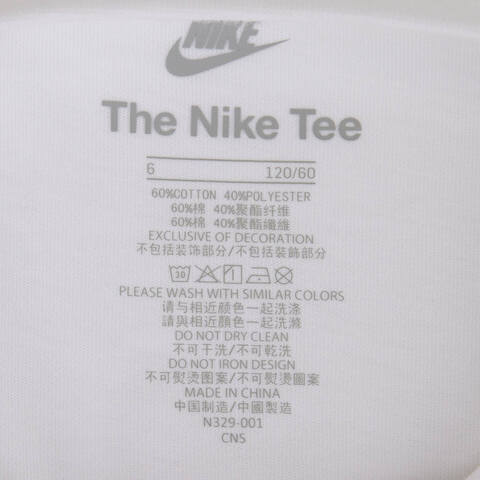 NIKE
The Nike Tee
6 120/60
60%COTTON 40%POLYESTER
60%棉 40%聚酯纤维
60%棉 40%聚酯纖維
EXCLUSIVE OF DECORATION
不包括装饰部分/不包括裝飾部分
30
PLEASE WASH WITH SIMILAR COLORS
请与相近颜色一起洗涤
請與相近顏色一起洗滌
DO NOT DRY CLEAN
不可干洗/不可乾洗
DO NOT IRON DESIGN
不可熨烫图案/不可熨燙圖案
MADE IN CHINA
中国制造/中國製造
N329-001
CNS